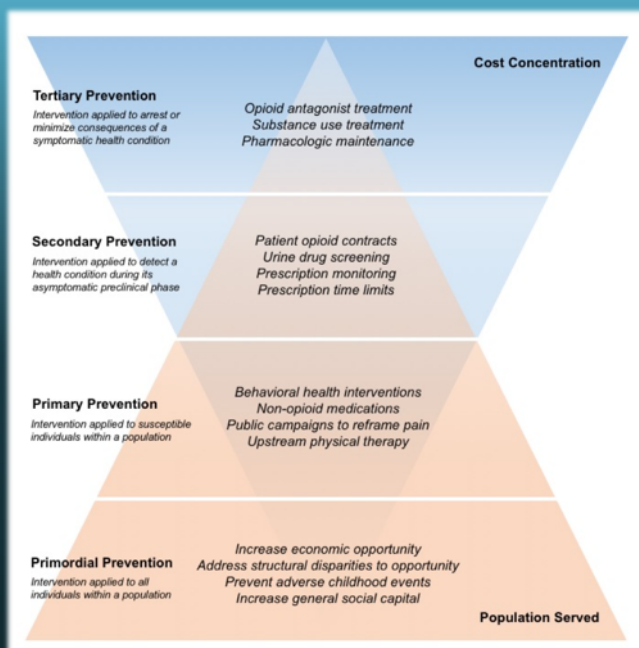 Cost Concentration
Tertiary Prevention
Intervention applied to arrest or
minimize consequences of a
symptomatic health condition
Opioid antagonist treatment
Substance use treatment
Pharmacologic maintenance
Secondary Prevention
Intervention applied to detect a
health condition during its
asymptomatic preclinical phase
Patient opioid contracts
Urine drug screening
Prescription monitoring
Prescription time limits
Primary Prevention
Intervention applied to susceptible
individuals within a population
Behavioral health interventions
Non-opioid medications
Public campaigns to reframe pain
Upstream physical therapy
Primordial Prevention
Intervention applied to all
individuals within a population
Increase economic opportunity
Address structural disparities to opportunity
Prevent adverse childhood events
Increase general social capital
Population Served